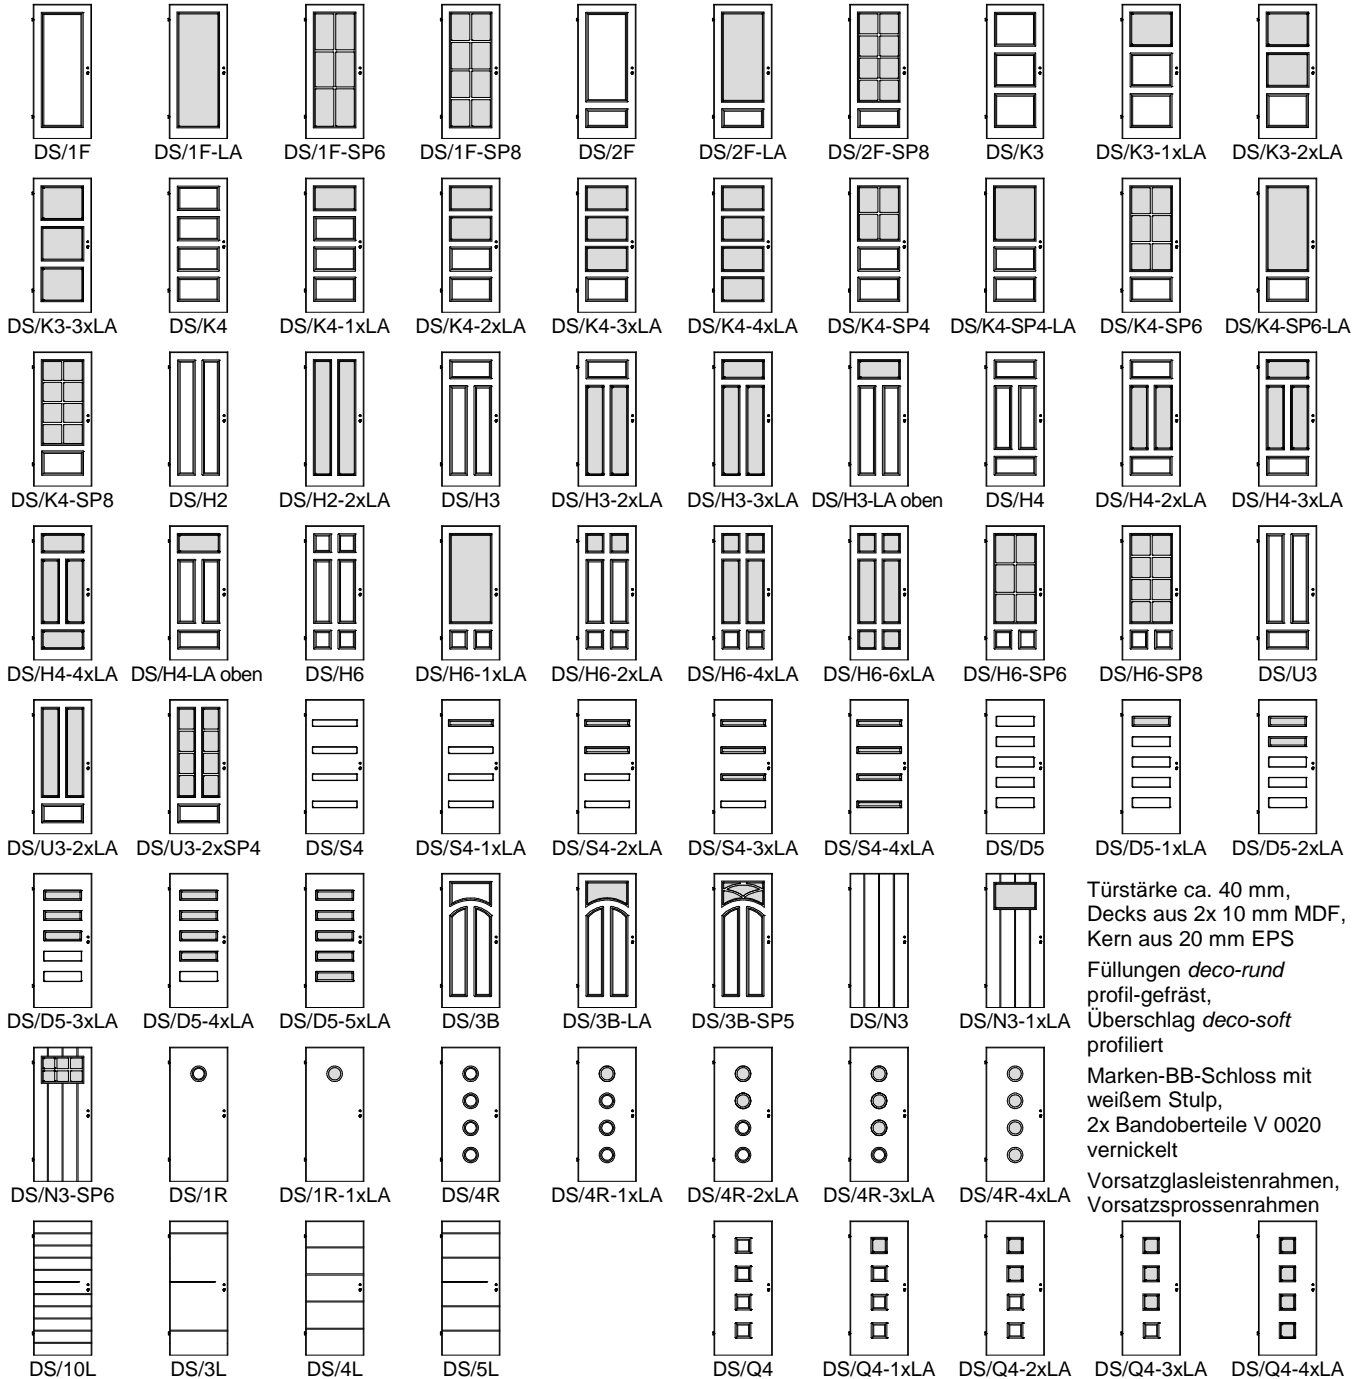 DS/1F DS/1F-LA DS/1F-SP6 DS/1F-SP8 DS/2F DS/2F-LA DS/2F-SP8 DS/K3 DS/K3-1xLA DS/K3-2xLA
DS/K3-3xLA DS/K4 DS/K4-1xLA DS/K4-2xLA DS/K4-3xLA DS/K4-4xLA DS/K4-SP4 DS/K4-SP4-LA DS/K4-SP6 DS/K4-SP6-LA
DS/K4-SP8 DS/H2 DS/H2-2xLA DS/H3 DS/H3-2xLA DS/H3-3xLA DS/H3-LA oben DS/H4 DS/H4-2xLA DS/H4-3xLA
DS/H4-4xLA DS/H4-LA oben DS/H6 DS/H6-1xLA DS/H6-2xLA DS/H6-4xLA DS/H6-6xLA DS/H6-SP6 DS/H6-SP8 DS/U3
DS/U3-2xLA DS/U3-2xSP4 DS/S4 DS/S4-1xLA DS/S4-2xLA DS/S4-3xLA DS/S4-4xLA DS/D5 DS/D5-1xLA DS/D5-2xLA
DS/D5-3xLA DS/D5-4xLA DS/D5-5xLA DS/3B DS/3B-LA DS/3B-SP5 DS/N3 DS/N3-1xLA
Türstärke ca. 40 mm,
Decks aus 2x 10 mm MDF,
Kern aus 20 mm EPS
Füllungen deco-rund
profil-gefräst,
Überschlag deco-soft
profiliert
Marken-BB-Schloss mit
weißem Stulp,
2x Bandoberteile V 0020
vernickelt
Vorsatzglasleistenrahmen,
Vorsatzsprossenrahmen
DS/N3-SP6 DS/1R DS/1R-1xLA DS/4R DS/4R-1xLA DS/4R-2xLA DS/4R-3xLA DS/4R-4xLA
DS/10L DS/3L DS/4L DS/5L DS/Q4 DS/Q4-1xLA DS/Q4-2xLA DS/Q4-3xLA DS/Q4-4xLA